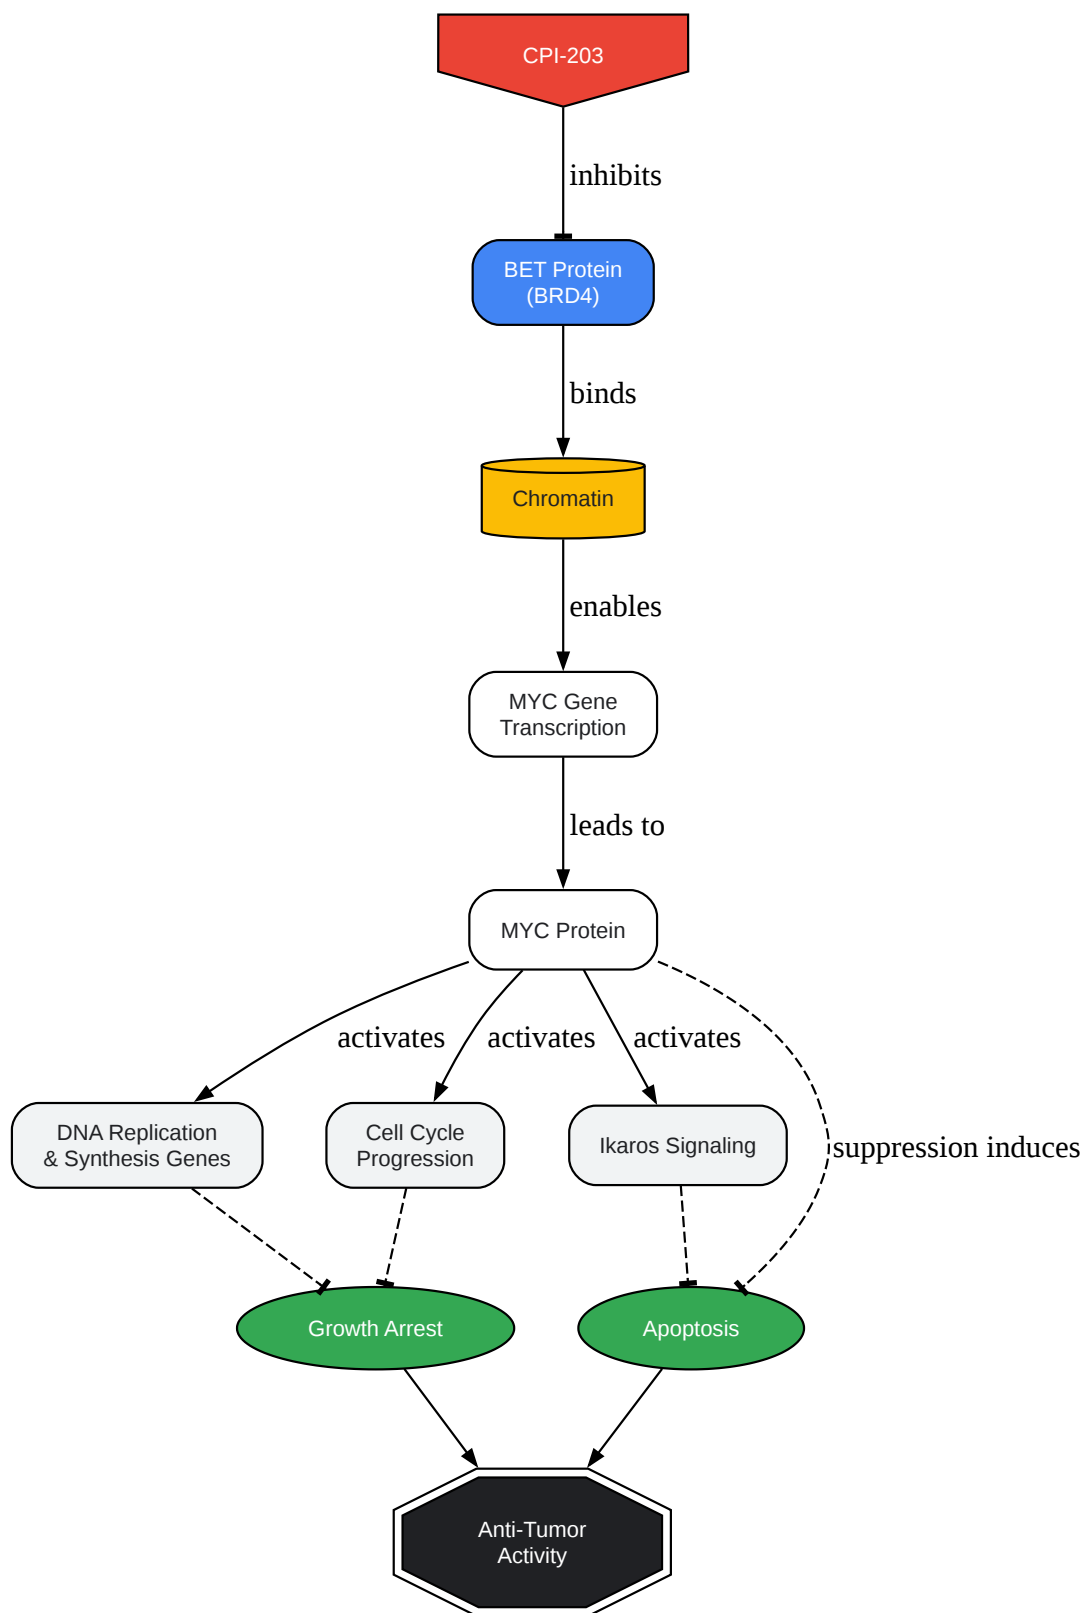 CPI-203
inhibits
BET Protein
(BRD4)
binds
Chromatin
enables
MYC Gene
Transcription
leads to
MYC Protein
activates
activates
activates
DNA Replication
& Synthesis Genes
Cell Cycle
Progression
Ikaros Signaling
suppression induces
Growth Arrest
Apoptosis
Anti-Tumor
Activity